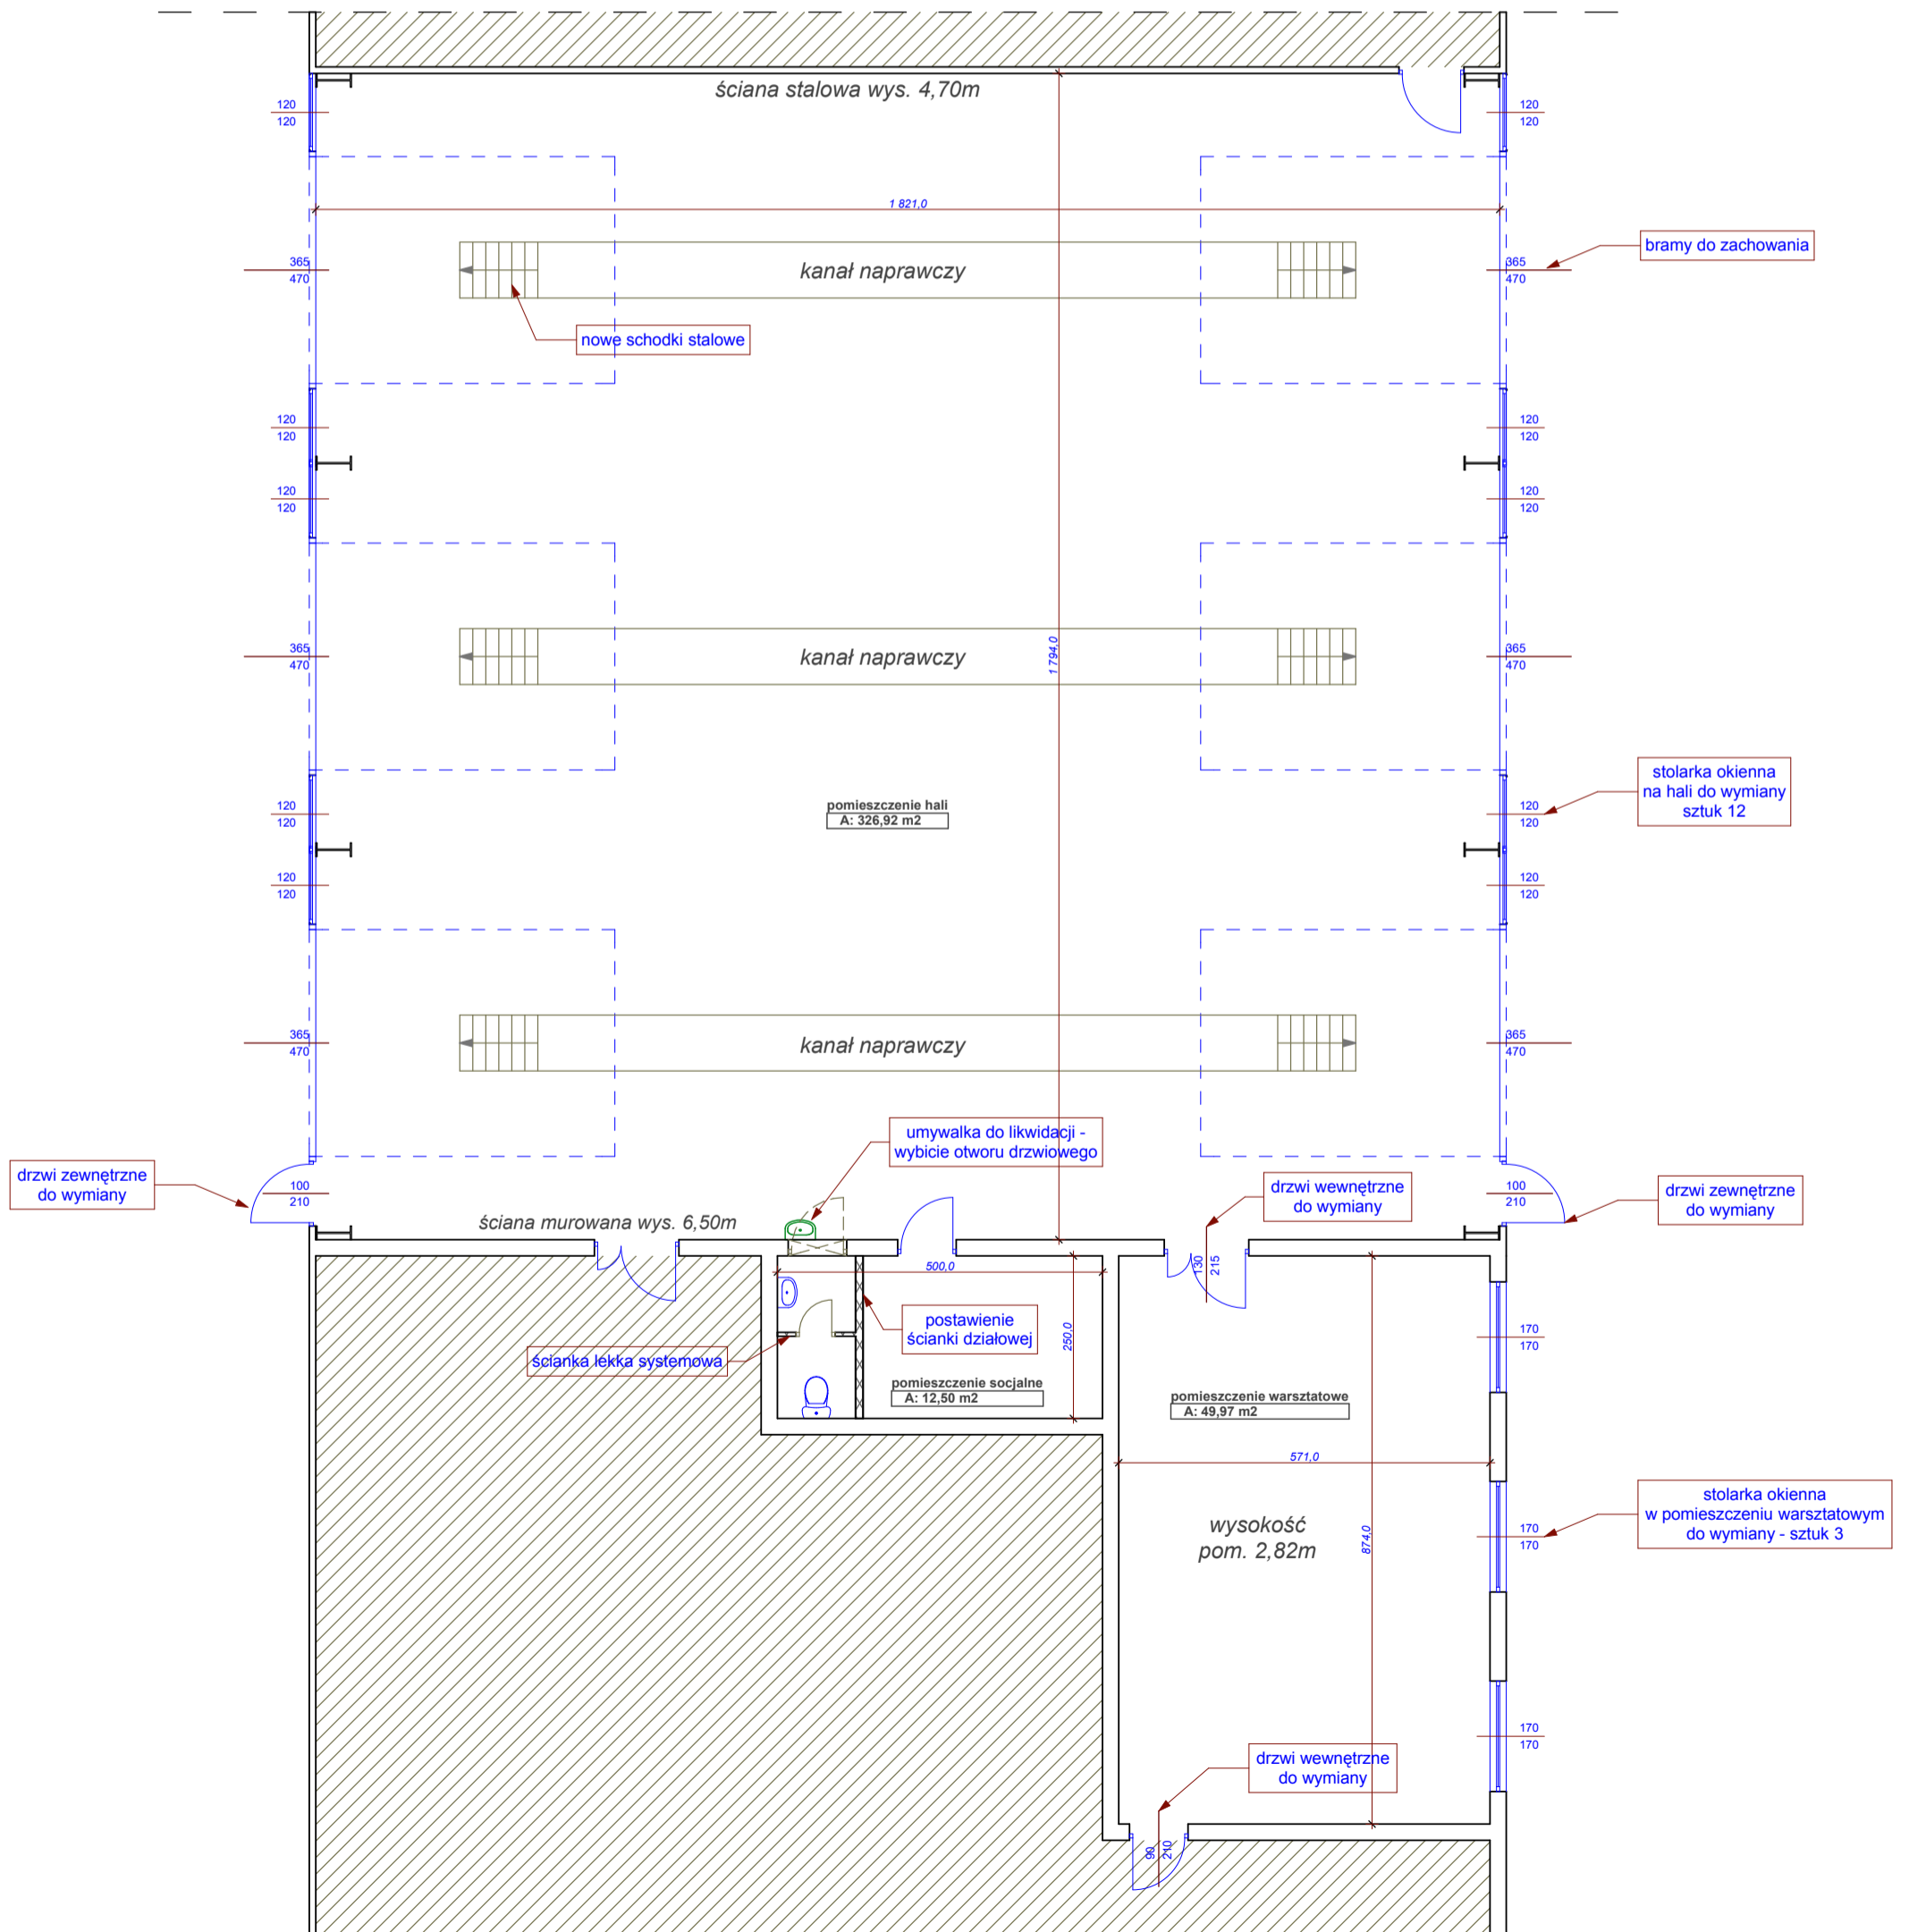 ściana stalowa wys. 4,70m
120
120
120
120
1 821,0
bramy do zachowania
365
470
kanał naprawczy
365
470
nowe schodki stalowe
120
120
120
120
120
120
120
120
365
470
kanał naprawczy
1 794,0
365
470
stolarka okienna
na hali do wymiany
sztuk 12
120
120
pomieszczenie hali
A: 326,92 m2
120
120
120
120
120
120
365
470
kanał naprawczy
365
470
umywalka do likwidacji -
wybicie otworu drzwiowego
drzwi zewnętrzne
do wymiany
100
210
drzwi wewnętrzne
do wymiany
100
210
drzwi zewnętrzne
do wymiany
ściana murowana wys. 6,50m
500,0
130
215
postawienie
ścianki działowej
250,0
170
170
ścianka lekka systemowa
pomieszczenie socjalne
A: 12,50 m2
pomieszczenie warsztatowe
A: 49,97 m2
571,0
stolarka okienna
w pomieszczeniu warsztatowym
do wymiany - sztuk 3
wysokość
pom. 2,82m
874,0
170
170
170
170
drzwi wewnętrzne
do wymiany
90
210